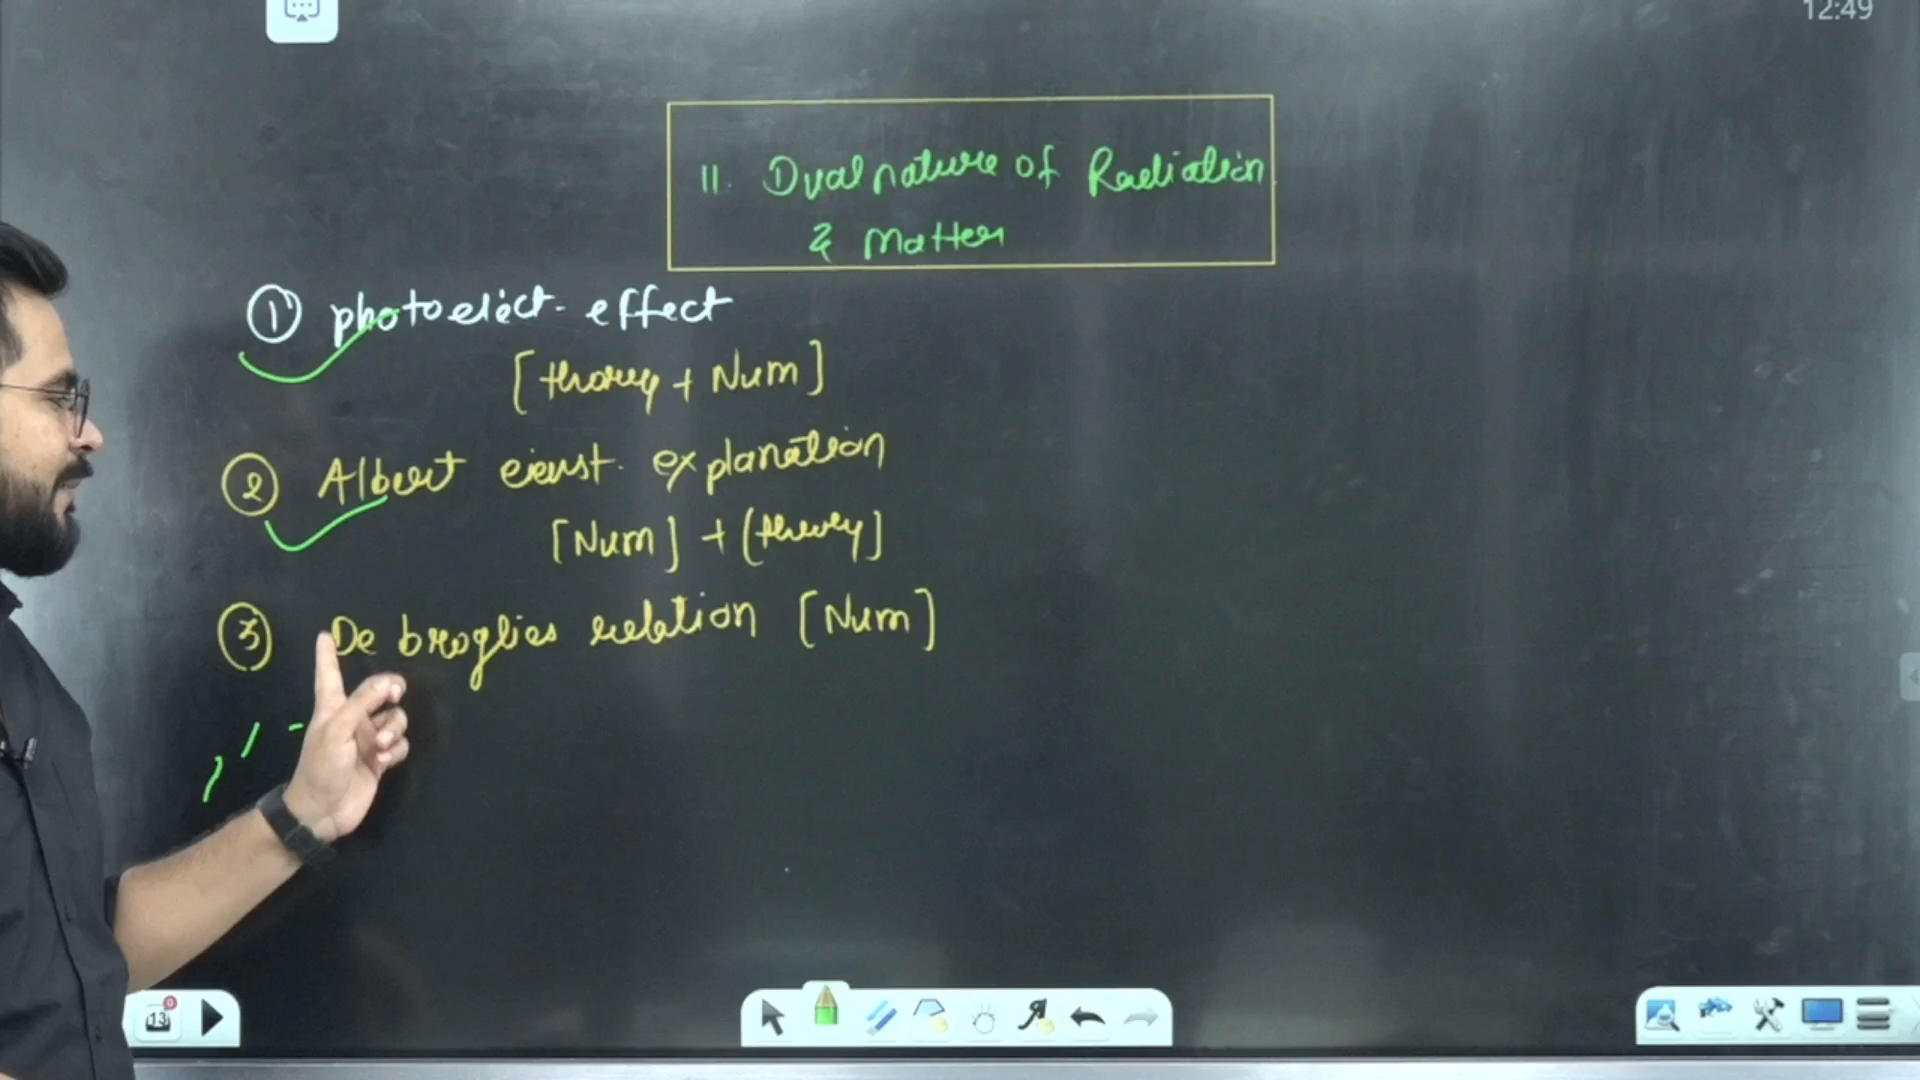 12:49
11. Dual nature of Radiation
& Matter
① photoelect. effect
[theory + Num]
② Albert einst. explanation
[Num] + [theory]
③ De broglies relation [Num]
13